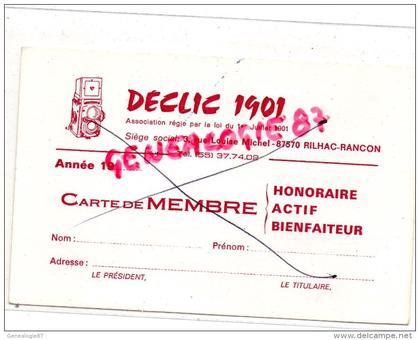 DECLIC 1901
Association régie par la loi du 1er Juillet 1901
Siège social: 3, rue Louise Michel - 87570 RILHAC-RANCON
Tél. (55) 37.74.09
GENEALOGIE 87
Année 19
CARTE DE MEMBRE
HONORAIRE
ACTIF
BIENFAITEUR
Nom :
Prénom :
Adresse :
LE PRÉSIDENT,
LE TITULAIRE,
Genealogie87
delcampe.net